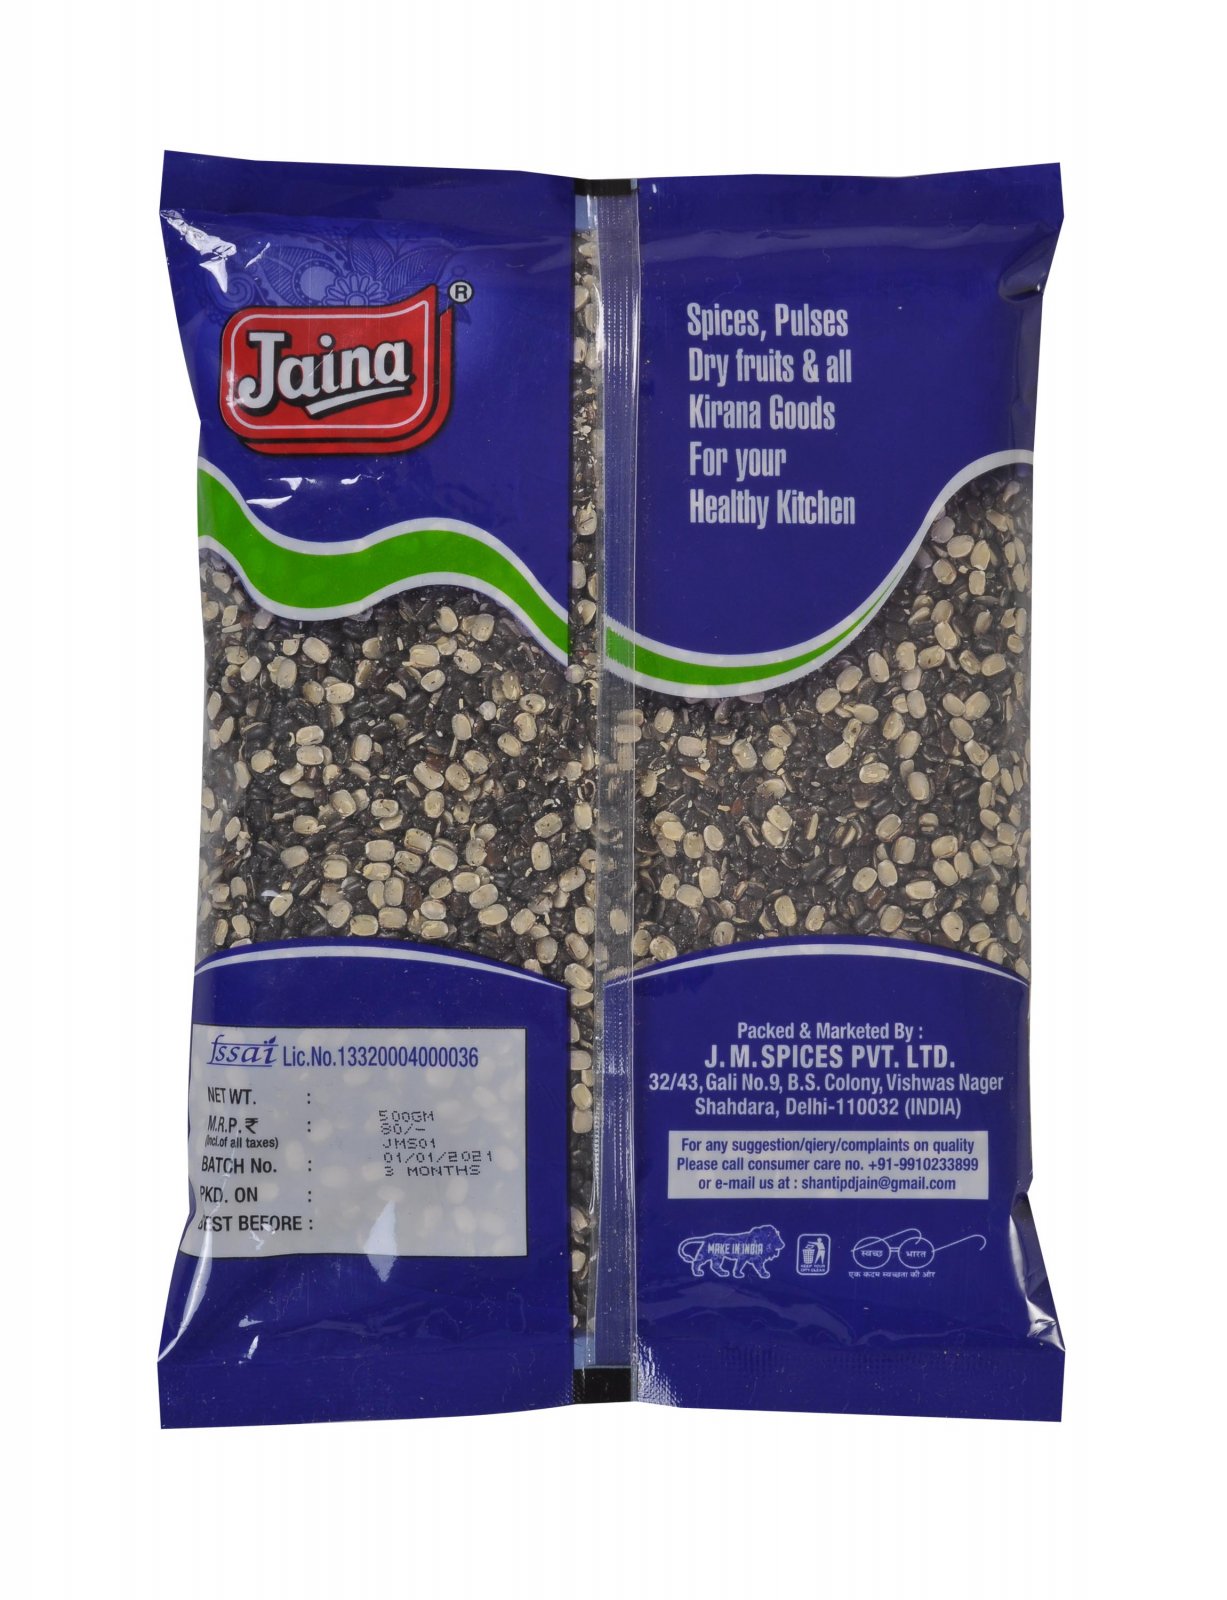 Jaina ®
Spices, Pulses
Dry fruits & all
Kirana Goods
For your
Healthy Kitchen
fssai Lic.No.13320004000036
NET WT. :
M.R.P.₹ :
(Incl.of all taxes)
BATCH No. :
PKD. ON :
BEST BEFORE :
500GM
80/-
JMS01
01/01/2021
3 MONTHS
Packed & Marketed By :
J. M. SPICES PVT. LTD.
32/43, Gali No.9, B.S. Colony, Vishwas Nager
Shahdara, Delhi-110032 (INDIA)
For any suggestion/qiery/complaints on quality
Please call consumer care no. +91-9910233899
or e-mail us at : shantipdjain@gmail.com
MAKE IN INDIA
KEEP YOUR
CITY CLEAN
स्वच्छ भारत
एक कदम स्वच्छता की ओर